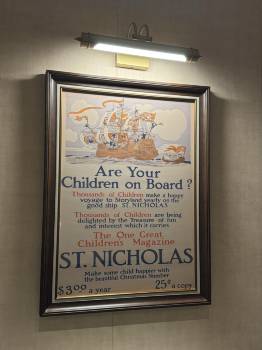 Are Your
Children on Board?
Thousands of Children make a happy
voyage to Storyland yearly on the
good ship ST. NICHOLAS
Thousands of Children are being
delighted by the Treasure of fun
and interest which it carries
The One Great
Childrens Magazine
ST. NICHOLAS
Make some child happier with
the beautiful Christmas Number
$3.00 a year 25¢ a copy